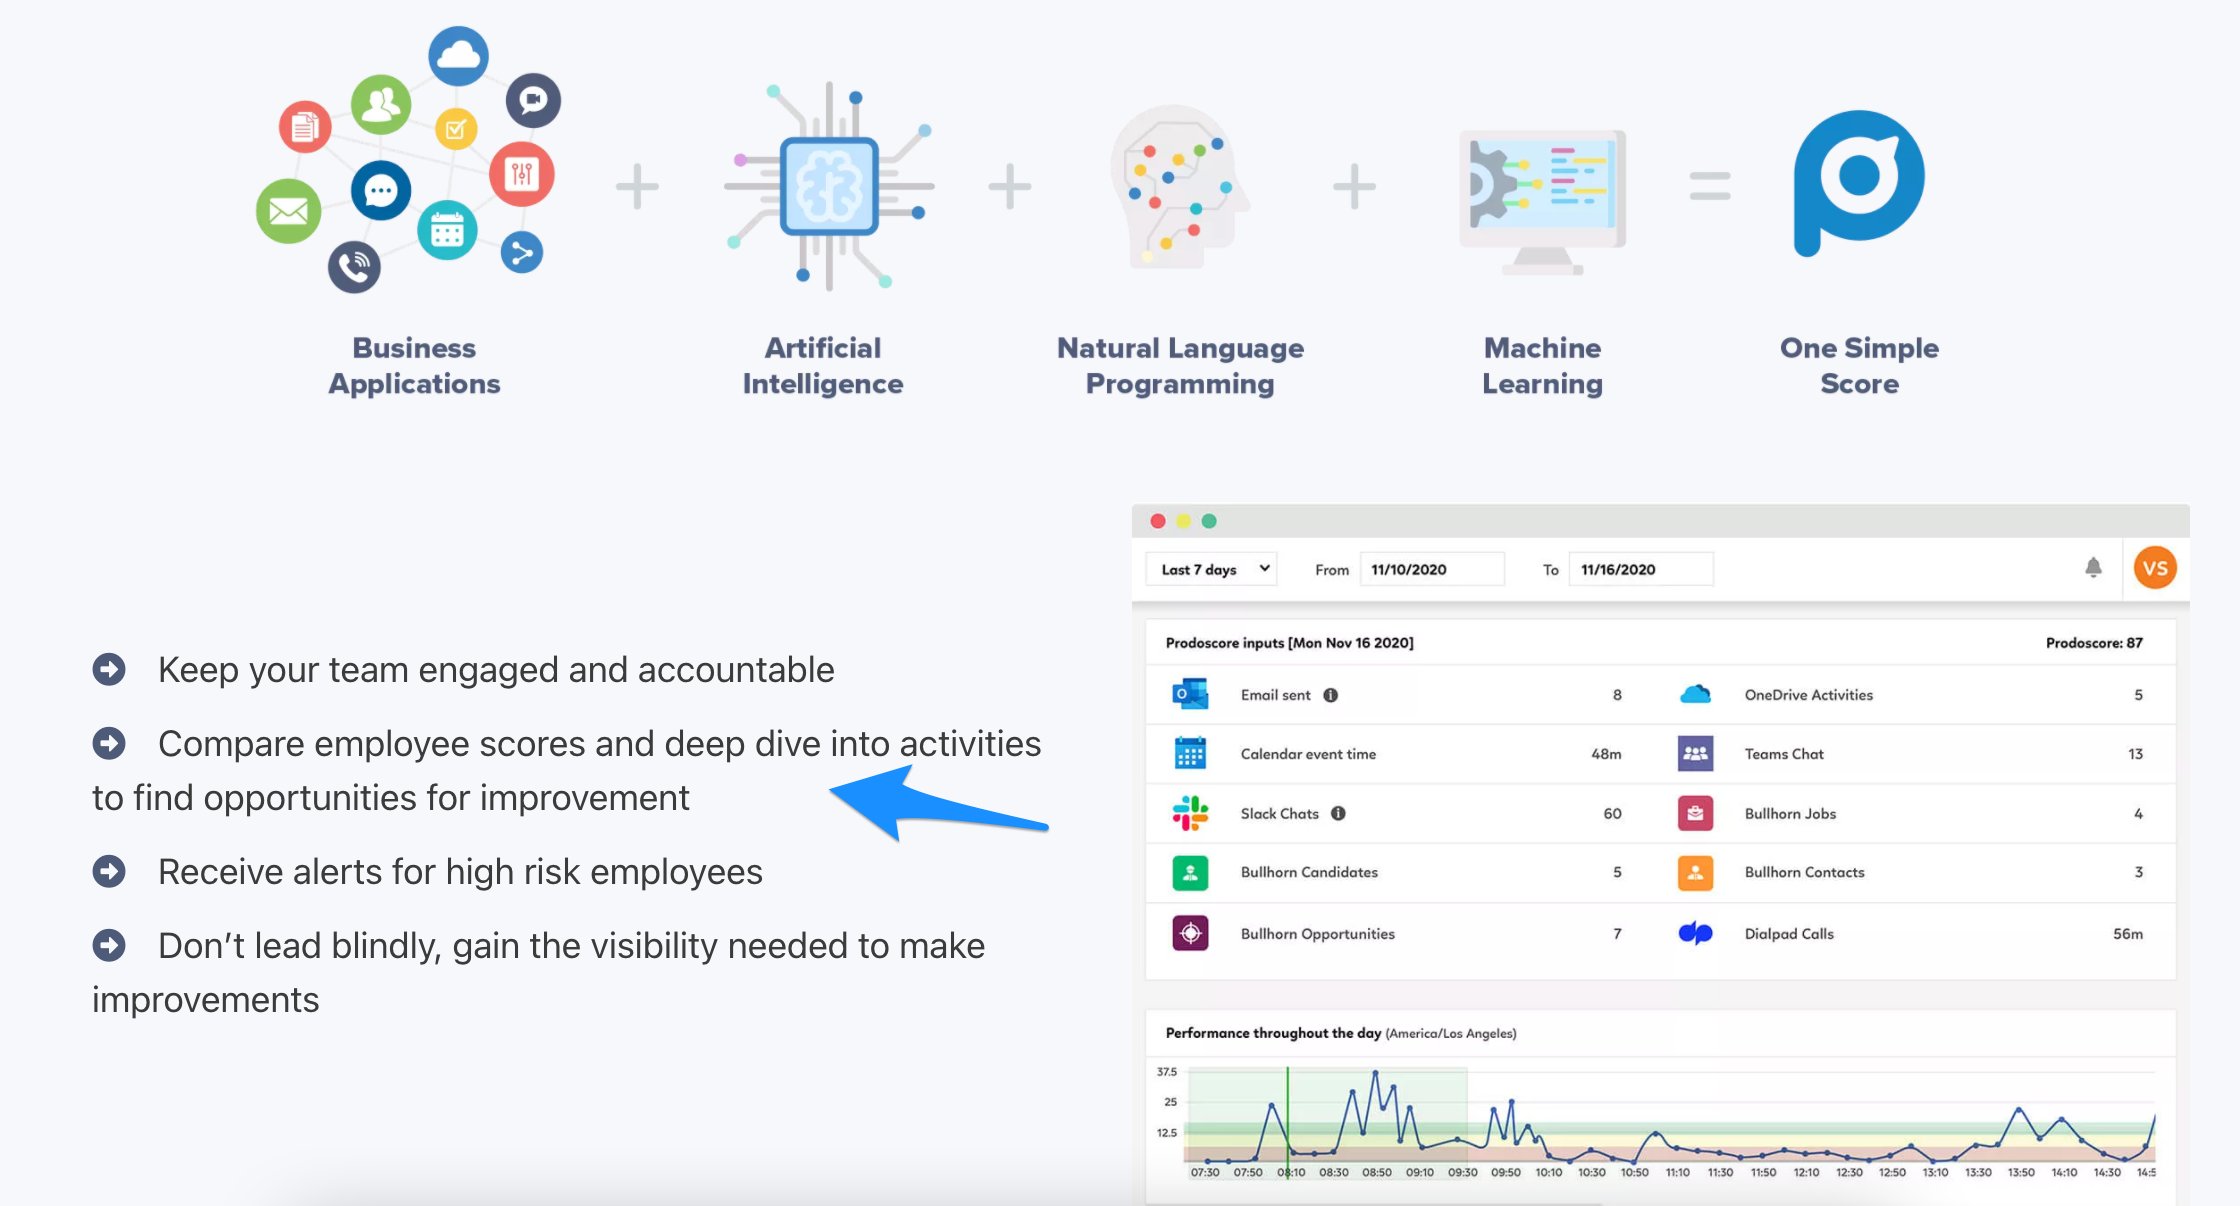 Business
Applications
Artificial
Intelligence
Natural Language
Programming
Machine
Learning
One Simple
Score
Keep your team engaged and accountable
Compare employee scores and deep dive into activities
to find opportunities for improvement
Receive alerts for high risk employees
Don’t lead blindly, gain the visibility needed to make
improvements
Last 7 days From 11/10/2020 To 11/16/2020 VS
Prodoscore inputs [Mon Nov 16 2020] Prodoscore: 87
Email sent 8 OneDrive Activities 5
Calendar event time 48m Teams Chat 13
Slack Chats 60 Bullhorn Jobs 4
Bullhorn Candidates 5 Bullhorn Contacts 3
Bullhorn Opportunities 7 Dialpad Calls 56m
Performance throughout the day (America/Los Angeles)
37.5
25
12.5
07:30 07:50 08:10 08:30 08:50 09:10 09:30 09:50 10:10 10:30 10:50 11:10 11:30 11:50 12:10 12:30 12:50 13:10 13:30 13:50 14:10 14:30 14:5